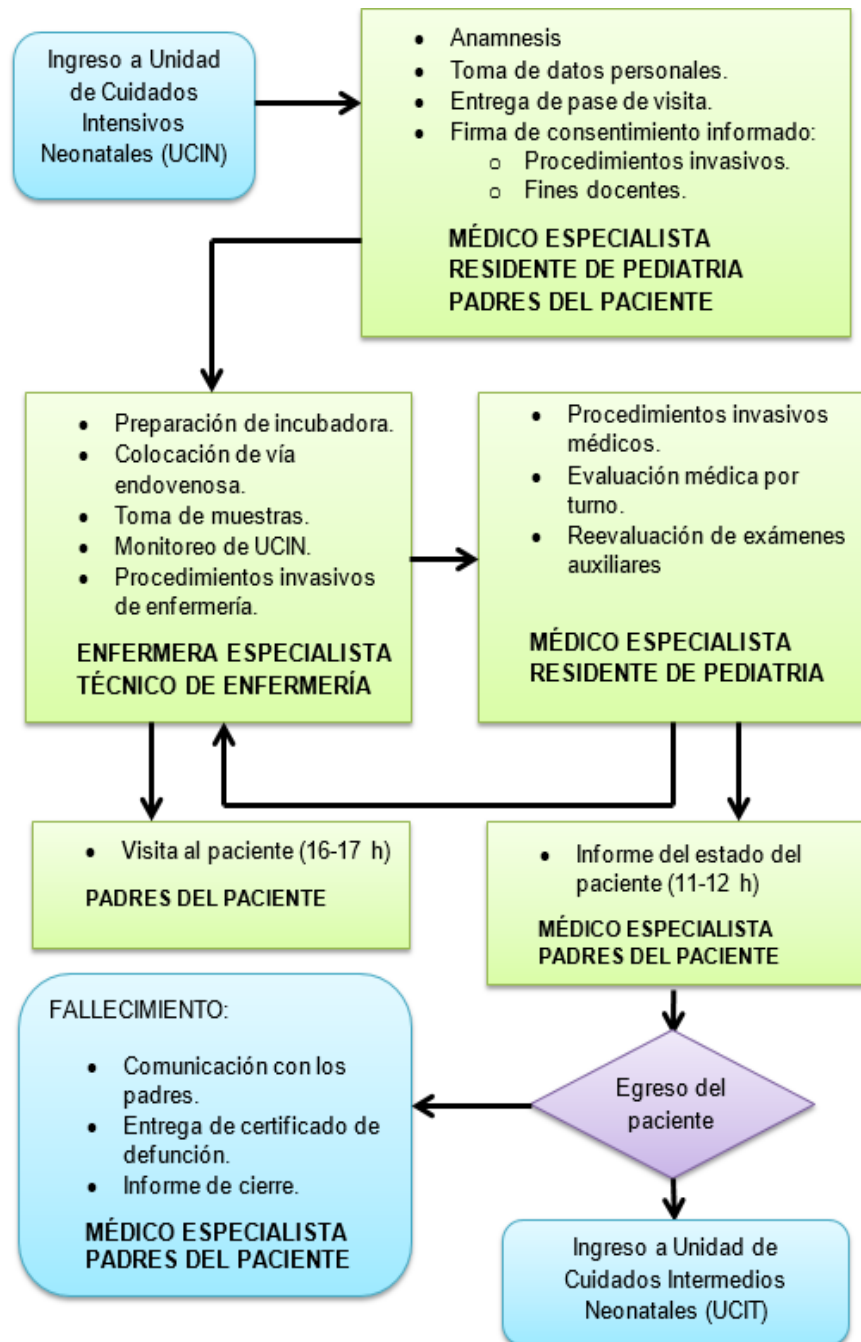 Ingreso a Unidad
de Cuidados
Intensivos
Neonatales (UCIN)
• Anamnesis
• Toma de datos personales.
• Entrega de pase de visita.
• Firma de consentimiento informado:
o Procedimientos invasivos.
o Fines docentes.
MÉDICO ESPECIALISTA
RESIDENTE DE PEDIATRIA
PADRES DEL PACIENTE
• Preparación de incubadora.
• Colocación de vía
endovenosa.
• Toma de muestras.
• Monitoreo de UCIN.
• Procedimientos invasivos
de enfermería.
ENFERMERA ESPECIALISTA
TÉCNICO DE ENFERMERÍA
• Procedimientos invasivos
médicos.
• Evaluación médica por
turno.
• Reevaluación de exámenes
auxiliares
MÉDICO ESPECIALISTA
RESIDENTE DE PEDIATRIA
• Visita al paciente (16-17 h)
PADRES DEL PACIENTE
• Informe del estado del
paciente (11-12 h)
MÉDICO ESPECIALISTA
PADRES DEL PACIENTE
FALLECIMIENTO:
• Comunicación con los
padres.
• Entrega de certificado de
defunción.
• Informe de cierre.
MÉDICO ESPECIALISTA
PADRES DEL PACIENTE
Egreso del
paciente
Ingreso a Unidad de
Cuidados Intermedios
Neonatales (UCIT)